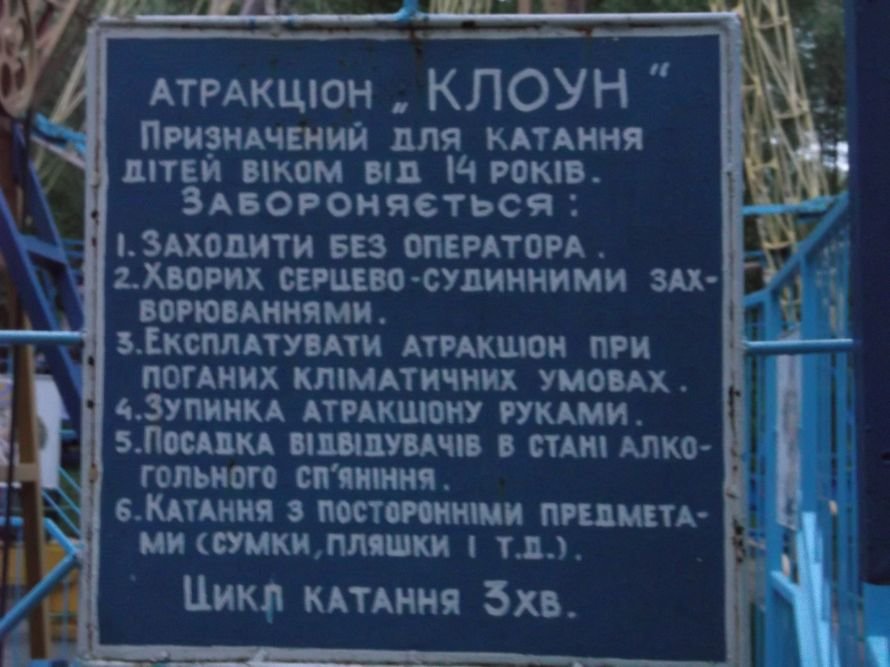 АТРАКЦІОН „КЛОУН“
ПРИЗНАЧЕНИЙ ДЛЯ КАТАННЯ
ДІТЕЙ ВІКОМ ВІД 14 РОКІВ.
ЗАБОРОНЯЄТЬСЯ:
1. ЗАХОДИТИ БЕЗ ОПЕРАТОРА.
2. ХВОРИХ СЕРЦЕВО-СУДИННИМИ ЗАХ-
ВОРЮВАННЯМИ.
3. ЕКСПЛАТУВАТИ АТРАКЦІОН ПРИ
ПОГАНИХ КЛІМАТИЧНИХ УМОВАХ.
4. ЗУПИНКА АТРАКЦІОНУ РУКАМИ.
5. ПОСАДКА ВІДВІДУВАЧІВ В СТАНІ АЛКО-
ГОЛЬНОГО СП'ЯНІННЯ.
6. КАТАННЯ З ПОСТОРОННІМИ ПРЕДМЕТА-
МИ (СУМКИ, ПЛЯШКИ І Т.Д.).
ЦИКЛ КАТАННЯ 3ХВ.